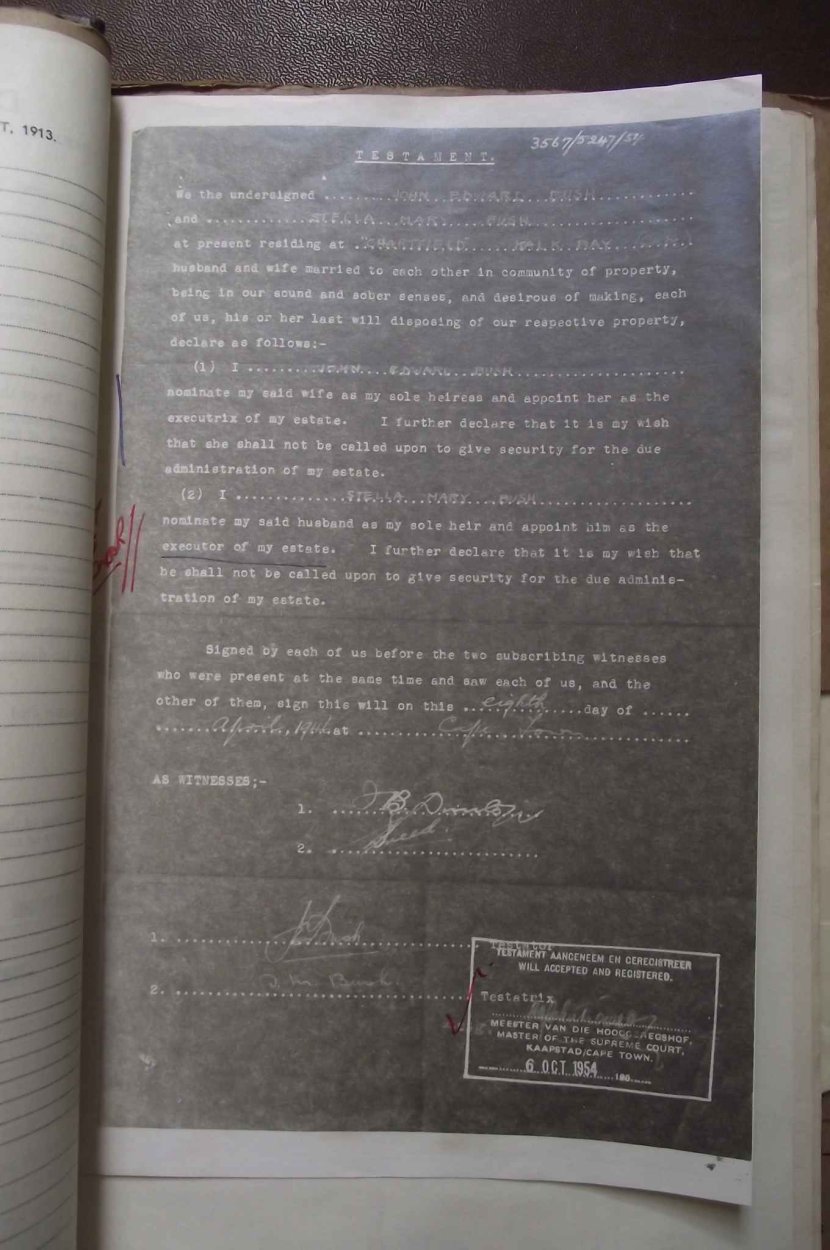 T. 1913.
3567/5247/54
TESTAMENT.
We the undersigned ..........JOHN EDWARD BUSH..........
and ..........STELLA MARY BUSH..........
at present residing at .. KALK BAY
husband and wife married to each other in community of property,
being in our sound and sober senses, and desirous of making, each
of us, his or her last will disposing of our respective property,
declare as follows:-
(1) I ..........JOHN EDWARD BUSH..........
nominate my said wife as my sole heiress and appoint her as the
executrix of my estate. I further declare that it is my wish
that she shall not be called upon to give security for the due
administration of my estate.
(2) I ..........STELLA MARY BUSH..........
nominate my said husband as my sole heir and appoint him as the
executor of my estate. I further declare that it is my wish that
he shall not be called upon to give security for the due adminis-
tration of my estate.
Signed by each of us before the two subscribing witnesses
who were present at the same time and saw each of us, and the
other of them, sign this will on this ..eighth..........day of ......
.......April, at ..........Cape Town..........
AS WITNESSES;-
1.
2.
1. .......... Bush .......... Testator
2. .......... S. M. Bush .......... Testatrix
TESTAMENT AANGENEEM EN GEREGISTREER
WILL ACCEPTED AND REGISTERED.
MEESTER VAN DIE HOOGGEREGSHOF,
MASTER OF THE SUPREME COURT,
KAAPSTAD/CAPE TOWN.
6 OCT 1954 195